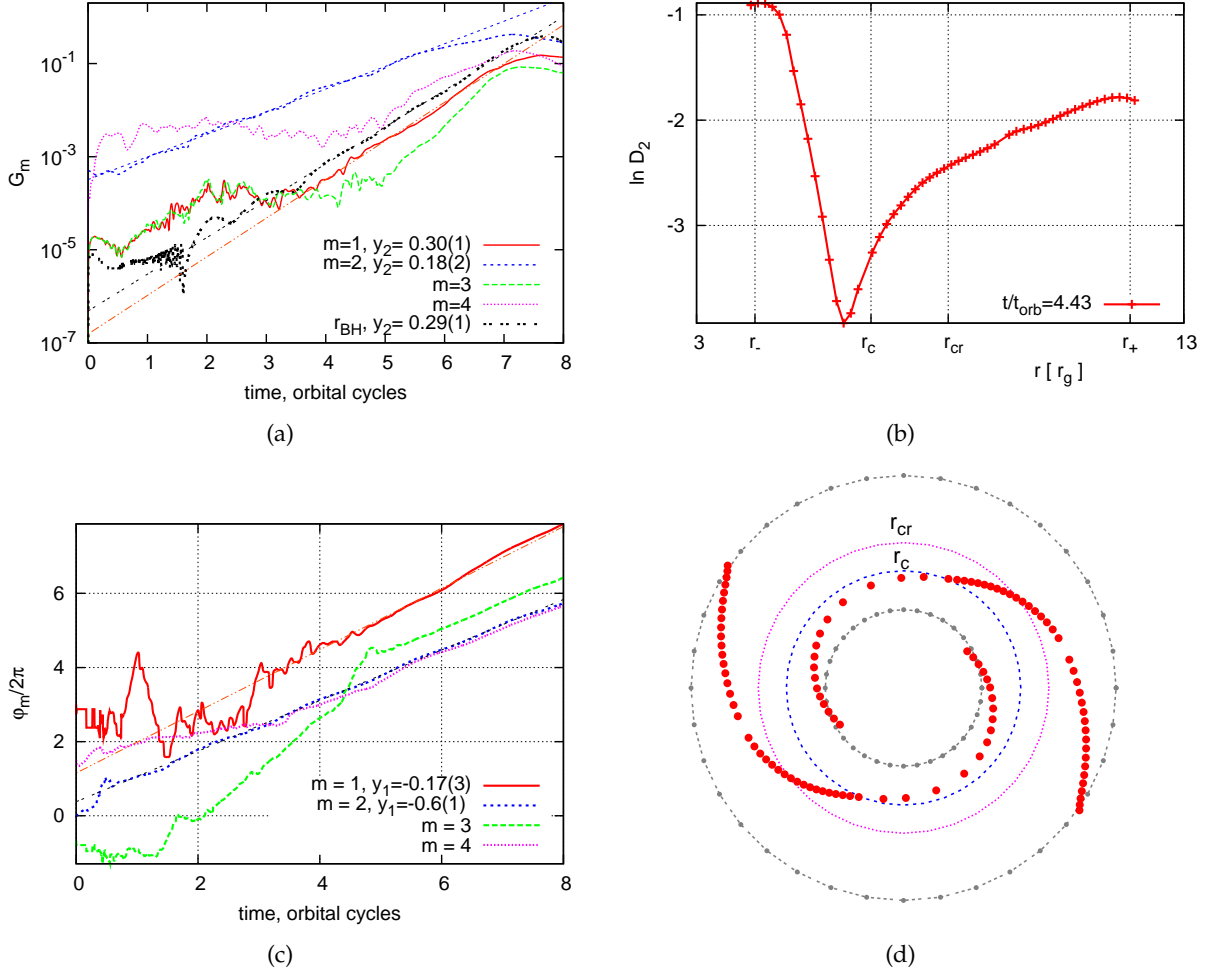 G_m
10^-1
10^-3
10^-5
10^-7
m=1, y_2= 0.30(1)
m=2, y_2= 0.18(2)
m=3
m=4
r_BH, y_2= 0.29(1)
0 1 2 3 4 5 6 7 8
time, orbital cycles
(a)
ln D_2
-1
-2
-3
t/t_orb=4.43
3 r_- r_c r_cr r_+ 13
r [ r_g ]
(b)
φ_m/2π
6
4
2
0
m = 1, y_1=-0.17(3)
m = 2, y_1=-0.6(1)
m = 3
m = 4
0 2 4 6 8
time, orbital cycles
(c)
r_cr
r_c
(d)